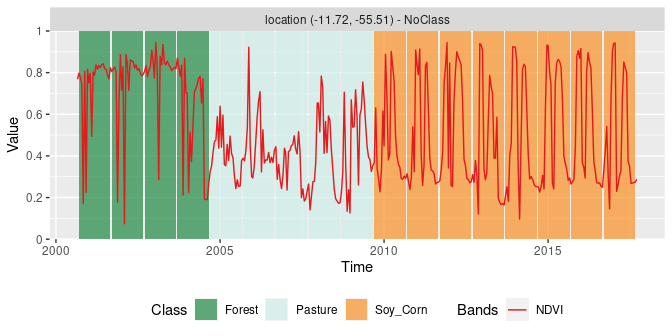 location (-11.72, -55.51) - NoClass
Value
1
0.8
0.6
0.4
0.2
0
2000 2005 2010 2015
Time
Class Forest Pasture Soy_Corn Bands NDVI